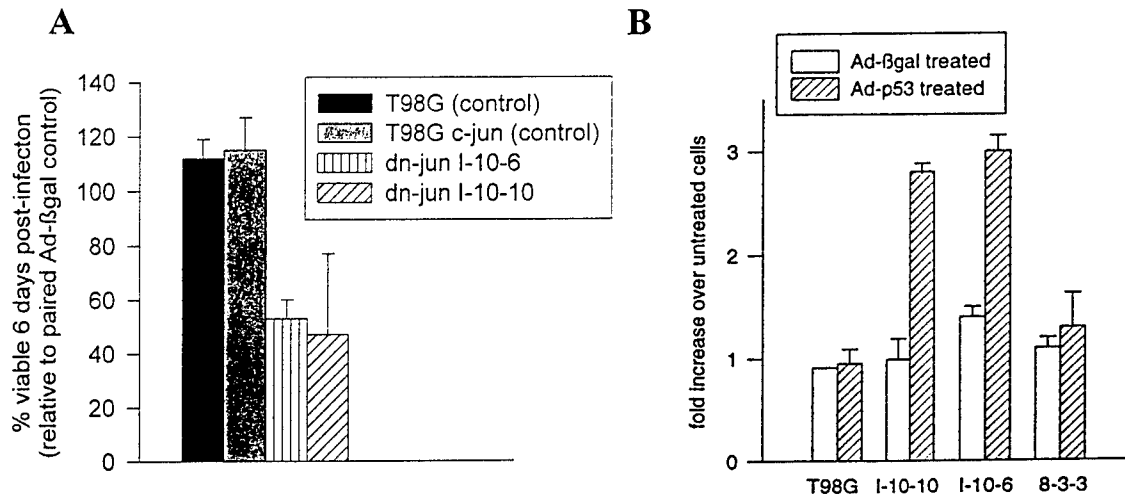 A
% viable 6 days post-infecton
(relative to paired Ad-βgal control)
140
120
100
80
60
40
20
0
T98G (control)
T98G c-jun (control)
dn-jun I-10-6
dn-jun I-10-10
B
Ad-βgal treated
Ad-p53 treated
fold increase over untreated cells
3
2
1
0
T98G
I-10-10
I-10-6
8-3-3